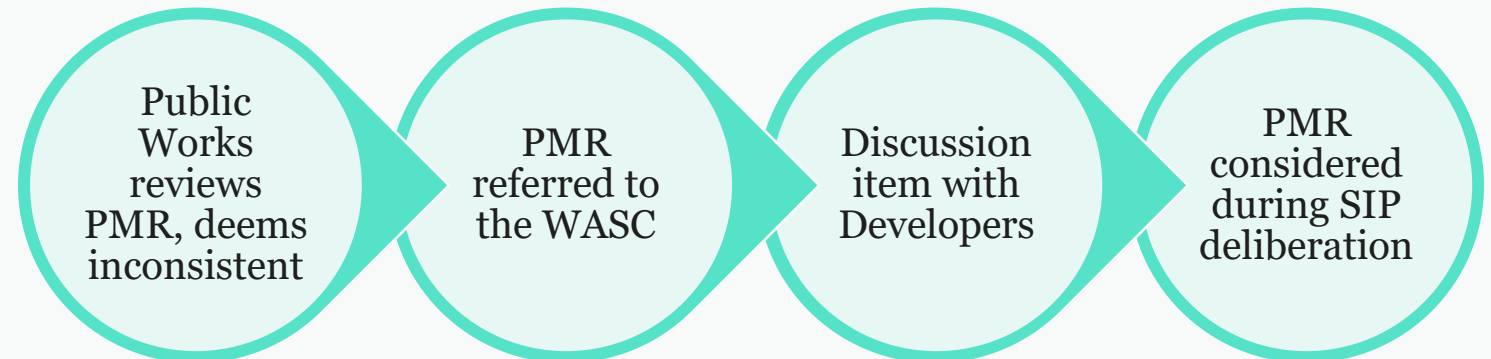 Public
Works
reviews
PMR, deems
inconsistent
PMR
referred to
the WASC
Discussion
item with
Developers
PMR
considered
during SIP
deliberation